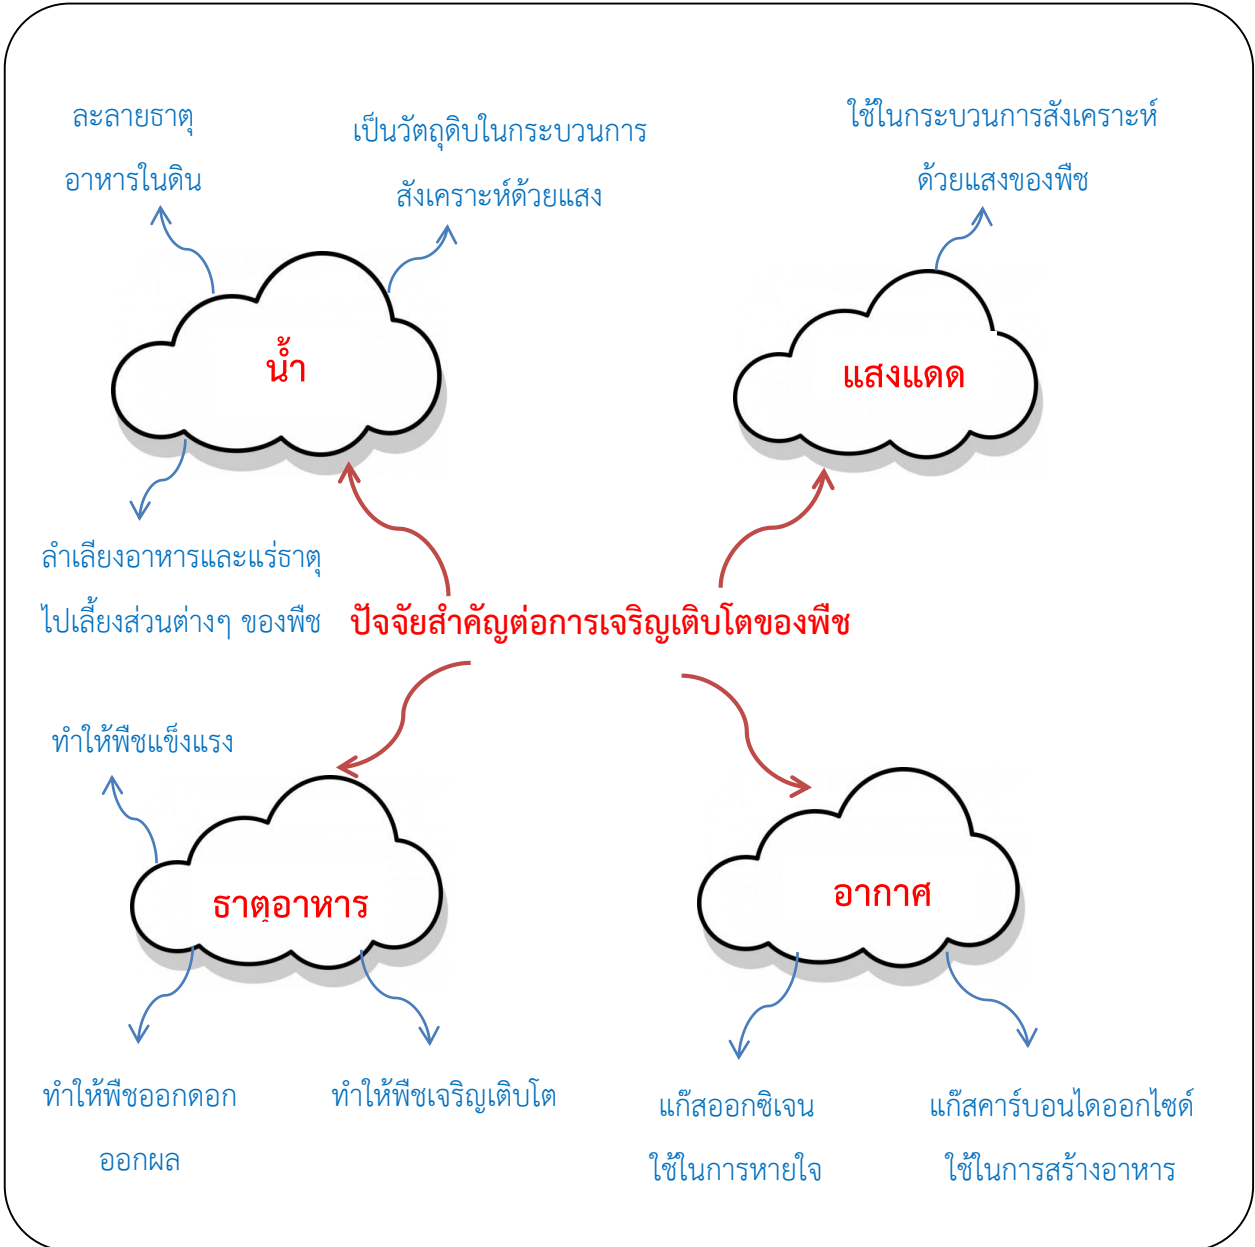 ละลายธาตุ
อาหารในดิน
เป็นวัตถุดิบในกระบวนการ
สังเคราะห์ด้วยแสง
ใช้ในกระบวนการสังเคราะห์
ด้วยแสงของพืช
น้ำ
แสงแดด
ลำเลียงอาหารและแร่ธาตุ
ไปเลี้ยงส่วนต่างๆ ของพืช
ปัจจัยสำคัญต่อการเจริญเติบโตของพืช
ทำให้พืชแข็งแรง
ธาตุอาหาร
อากาศ
ทำให้พืชออกดอก
ออกผล
ทำให้พืชเจริญเติบโต
แก๊สออกซิเจน
ใช้ในการหายใจ
แก๊สคาร์บอนไดออกไซด์
ใช้ในการสร้างอาหาร